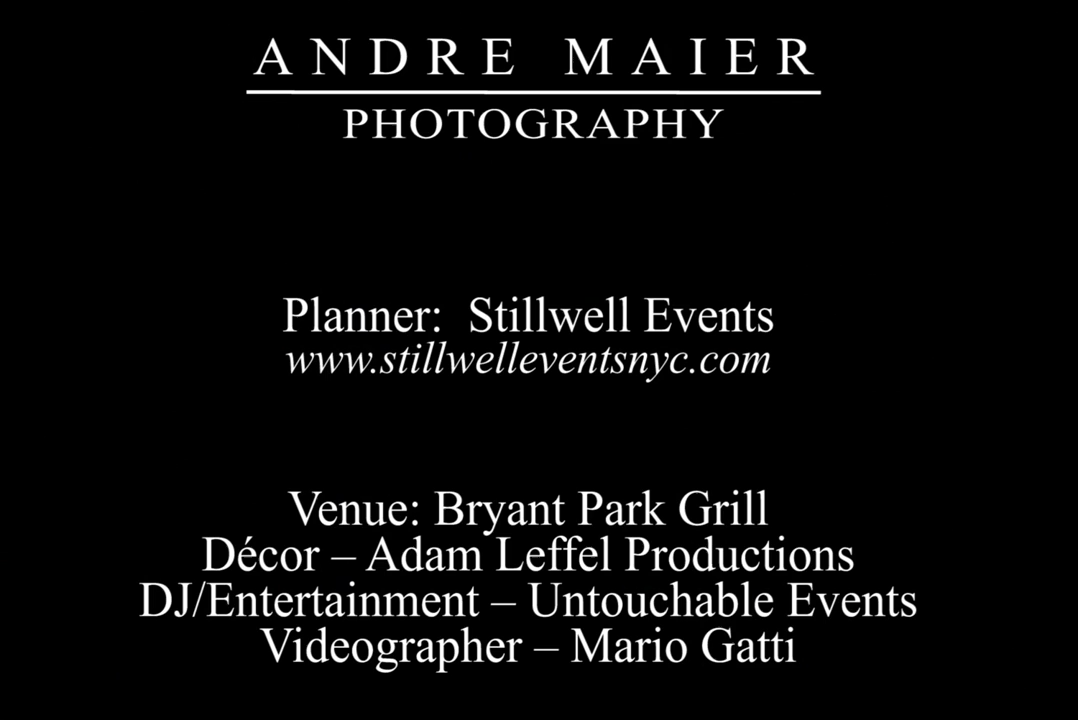 ANDRE MAIER
PHOTOGRAPHY
Planner: Stillwell Events
www.stillwelleventsnyc.com
Venue: Bryant Park Grill
Décor – Adam Leffel Productions
DJ/Entertainment – Untouchable Events
Videographer – Mario Gatti